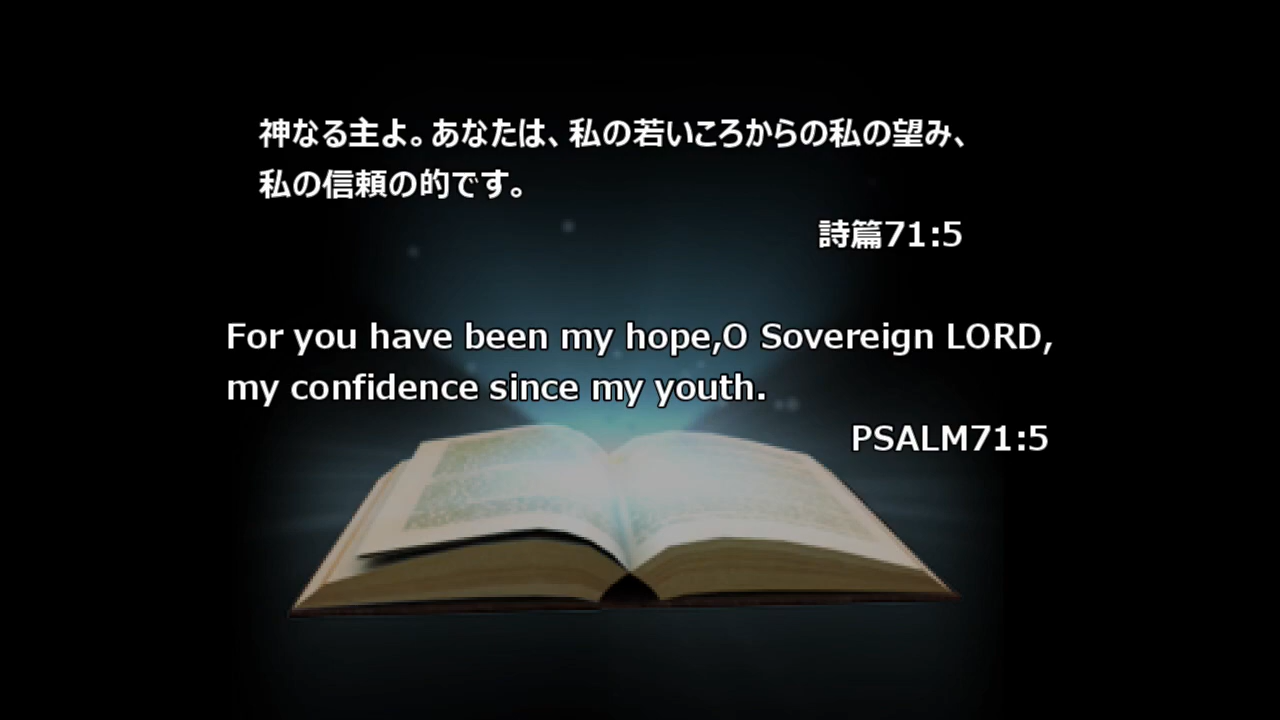 神なる主よ。あなたは、私の若いころからの私の望み、
私の信頼の的です。
詩篇71:5
For you have been my hope,O Sovereign LORD,
my confidence since my youth.
PSALM71:5